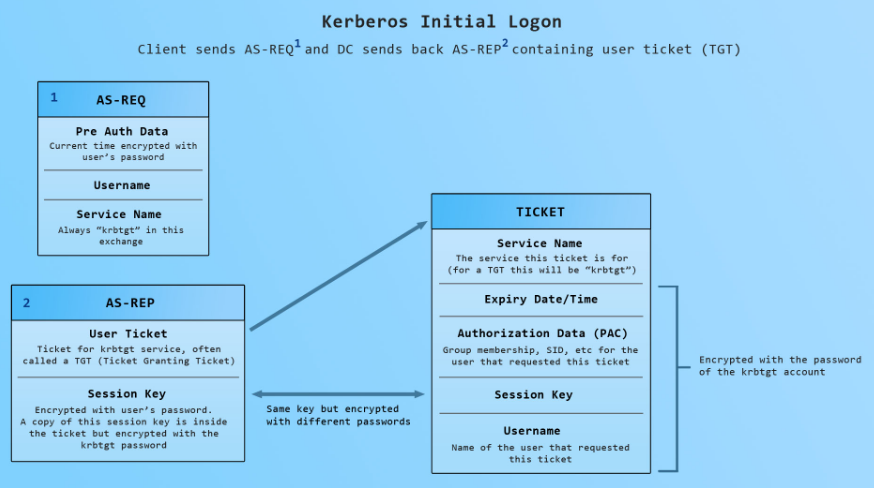 Kerberos Initial Logon
Client sends AS-REQ1 and DC sends back AS-REP2 containing user ticket (TGT)
1 AS-REQ
Pre Auth Data
Current time encrypted with
user's password
Username
Service Name
Always "krbtgt" in this
exchange
2 AS-REP
User Ticket
Ticket for krbtgt service, often
called a TGT (Ticket Granting Ticket)
Session Key
Encrypted with user's password.
A copy of this session key is inside
the ticket but encrypted with the
krbtgt password
Same key but encrypted
with different passwords
TICKET
Service Name
The service this ticket is for
(for a TGT this will be "krbtgt")
Expiry Date/Time
Authorization Data (PAC)
Group membership, SID, etc for the
user that requested this ticket
Session Key
Username
Name of the user that requested
this ticket
Encrypted with the password
of the krbtgt account